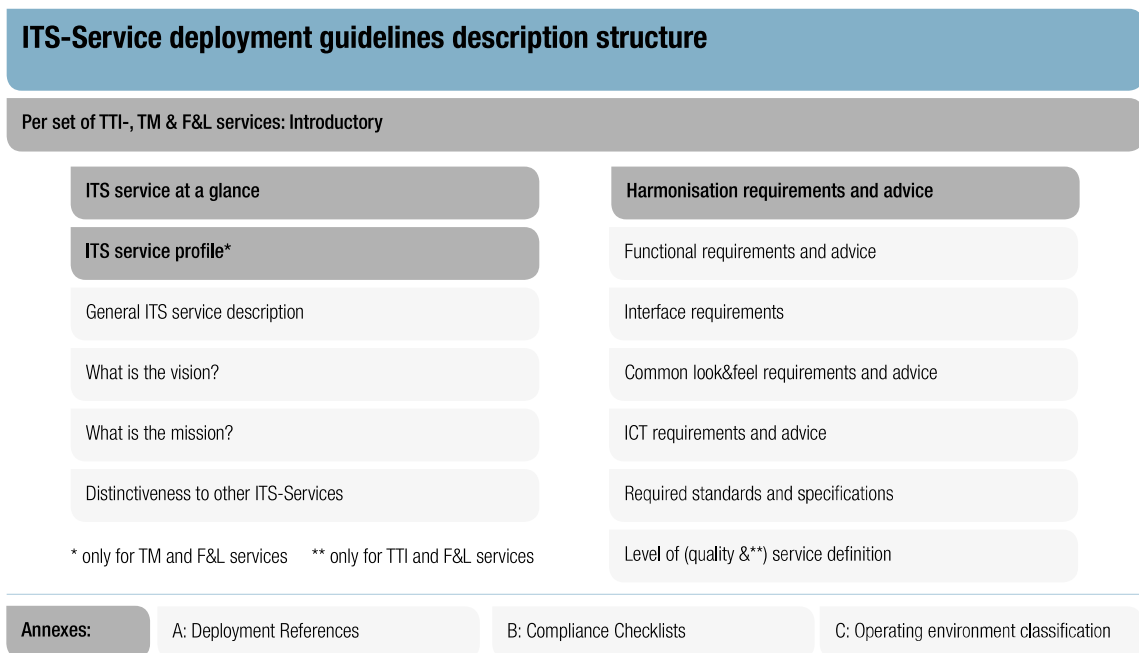 ITS-Service deployment guidelines description structure
Per set of TTI-, TM & F&L services: Introductory
ITS service at a glance
ITS service profile*
General ITS service description
What is the vision?
What is the mission?
Distinctiveness to other ITS-Services
* only for TM and F&L services ** only for TTI and F&L services
Harmonisation requirements and advice
Functional requirements and advice
Interface requirements
Common look&feel requirements and advice
ICT requirements and advice
Required standards and specifications
Level of (quality &**) service definition
Annexes:
A: Deployment References
B: Compliance Checklists
C: Operating environment classification